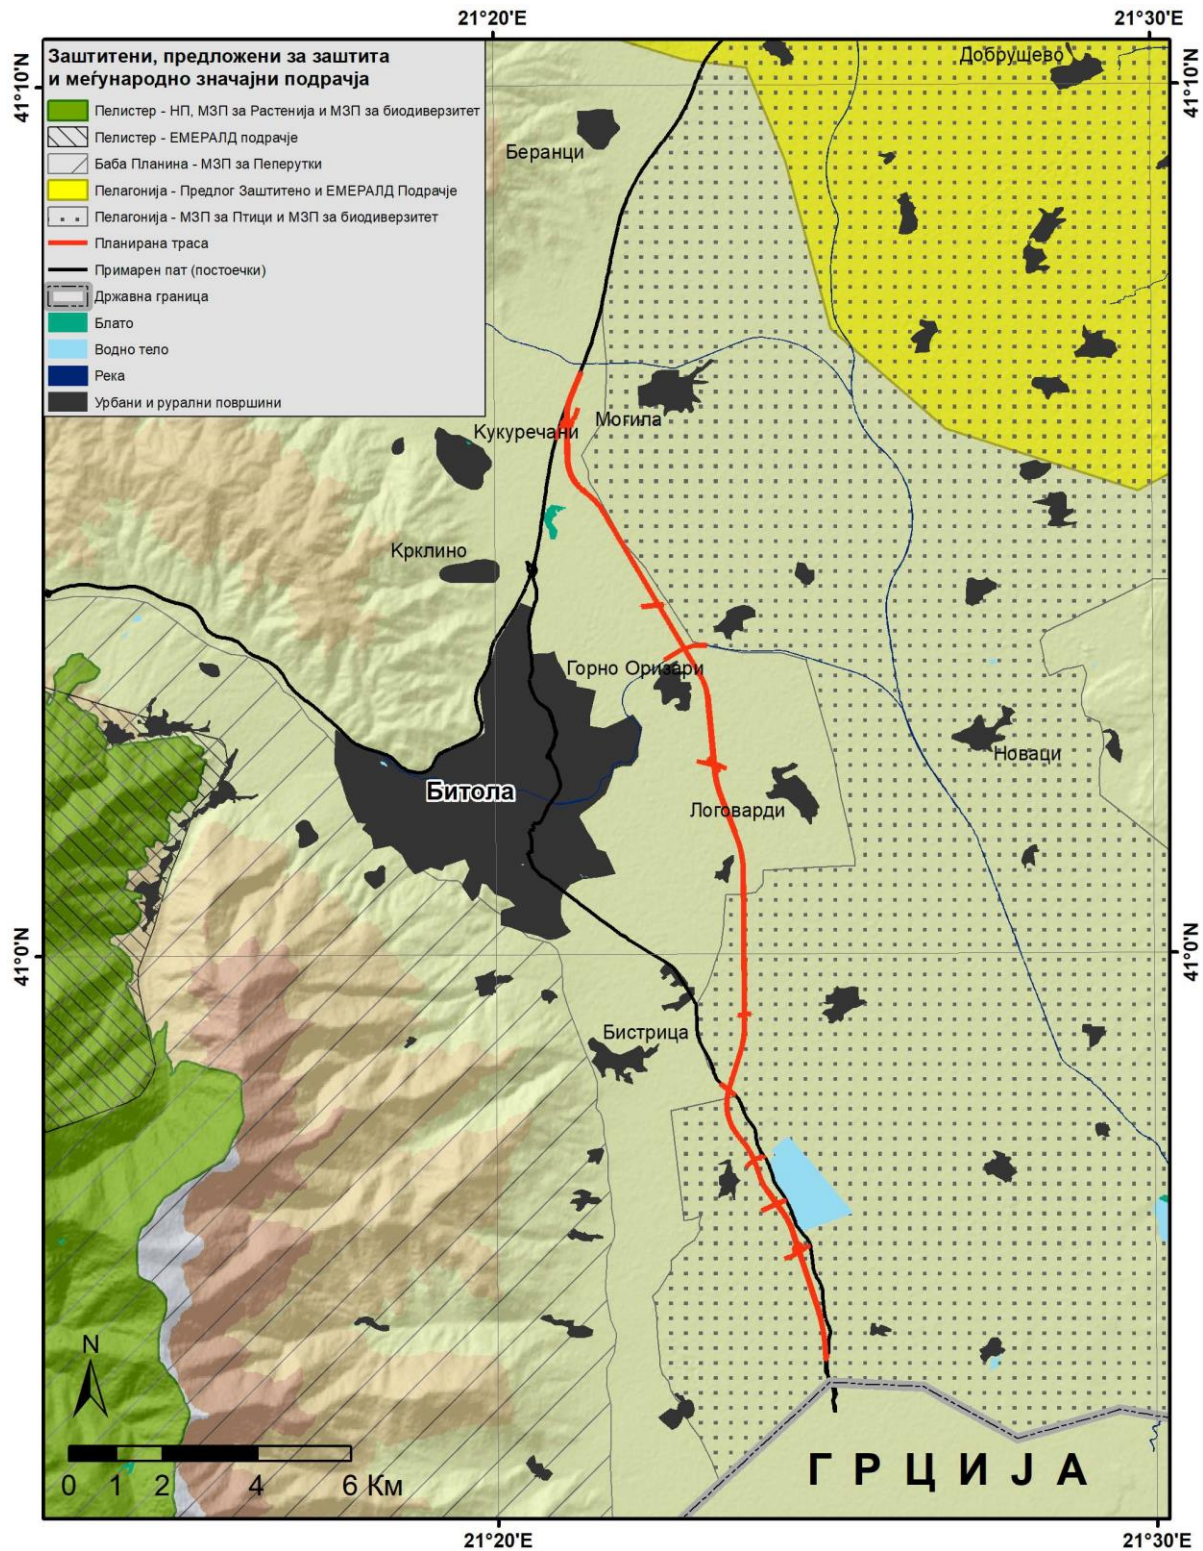 21°20'E 21°30'E
Заштитени, предложени за заштита
и меѓународно значајни подрачја
Пелистер - НП, МЗП за Растенија и МЗП за биодиверзитет
Пелистер - ЕМЕРАЛД подрачје
Баба Планина - МЗП за Пеперутки
Пелагонија - Предлог Заштитено и ЕМЕРАЛД Подрачје
Пелагонија - МЗП за Птици и МЗП за биодиверзитет
Планирана траса
Примарен пат (постоечки)
Државна граница
Блато
Водно тело
Река
Урбани и рурални површини
41°10'N
41°10'N
Добрушево
Беранци
Могила
Кукуречани
Крклино
Горно Оризари
Новаци
Битола
Логоварди
41°0'N
41°0'N
Бистрица
N
0 1 2 4 6 Км
ГРЦИЈА
21°20'E 21°30'E